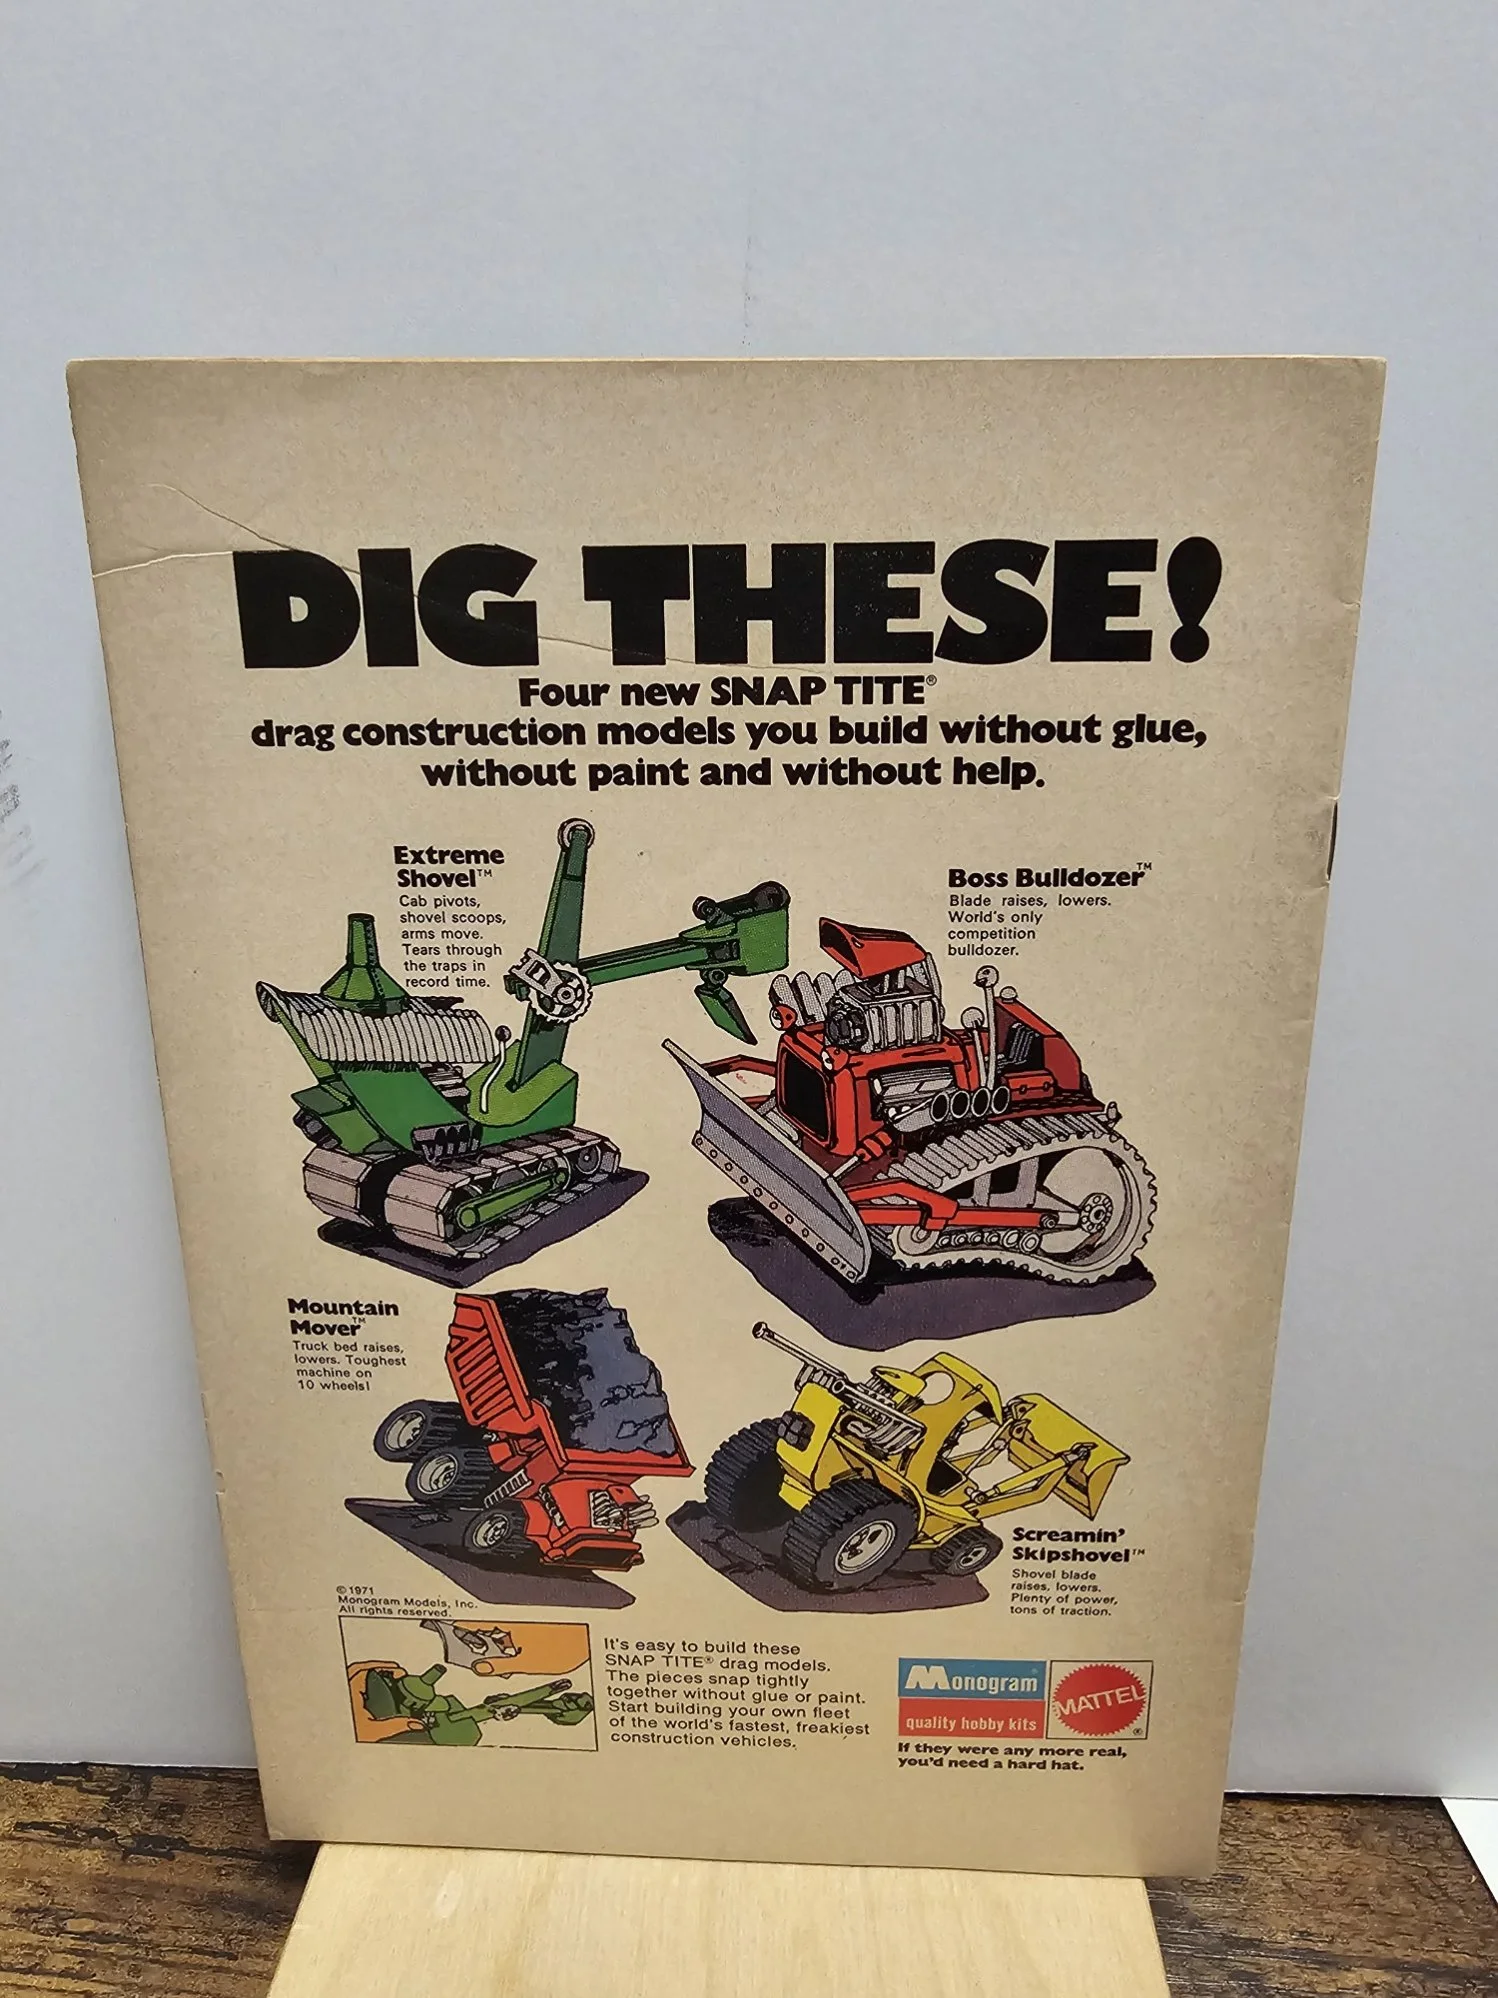 DIG THESE!
Four new SNAP TITE®
drag construction models you build without glue,
without paint and without help.
Extreme
Shovel™
Cab pivots,
shovel scoops,
arms move.
Tears through
the traps in
record time.
Boss Bulldozer™
Blade raises, lowers.
World's only
competition
bulldozer.
Mountain
Mover™
Truck bed raises,
lowers. Toughest
machine on
10 wheels!
Screamin'
Skipshovel™
Shovel blade
raises, lowers.
Plenty of power,
tons of traction.
© 1971
Monogram Models, Inc.
All rights reserved.
It's easy to build these
SNAP TITE® drag models.
The pieces snap tightly
together without glue or paint.
Start building your own fleet
of the world's fastest, freakiest
construction vehicles.
Monogram®
quality hobby kits
MATTEL
®
If they were any more real,
you'd need a hard hat.